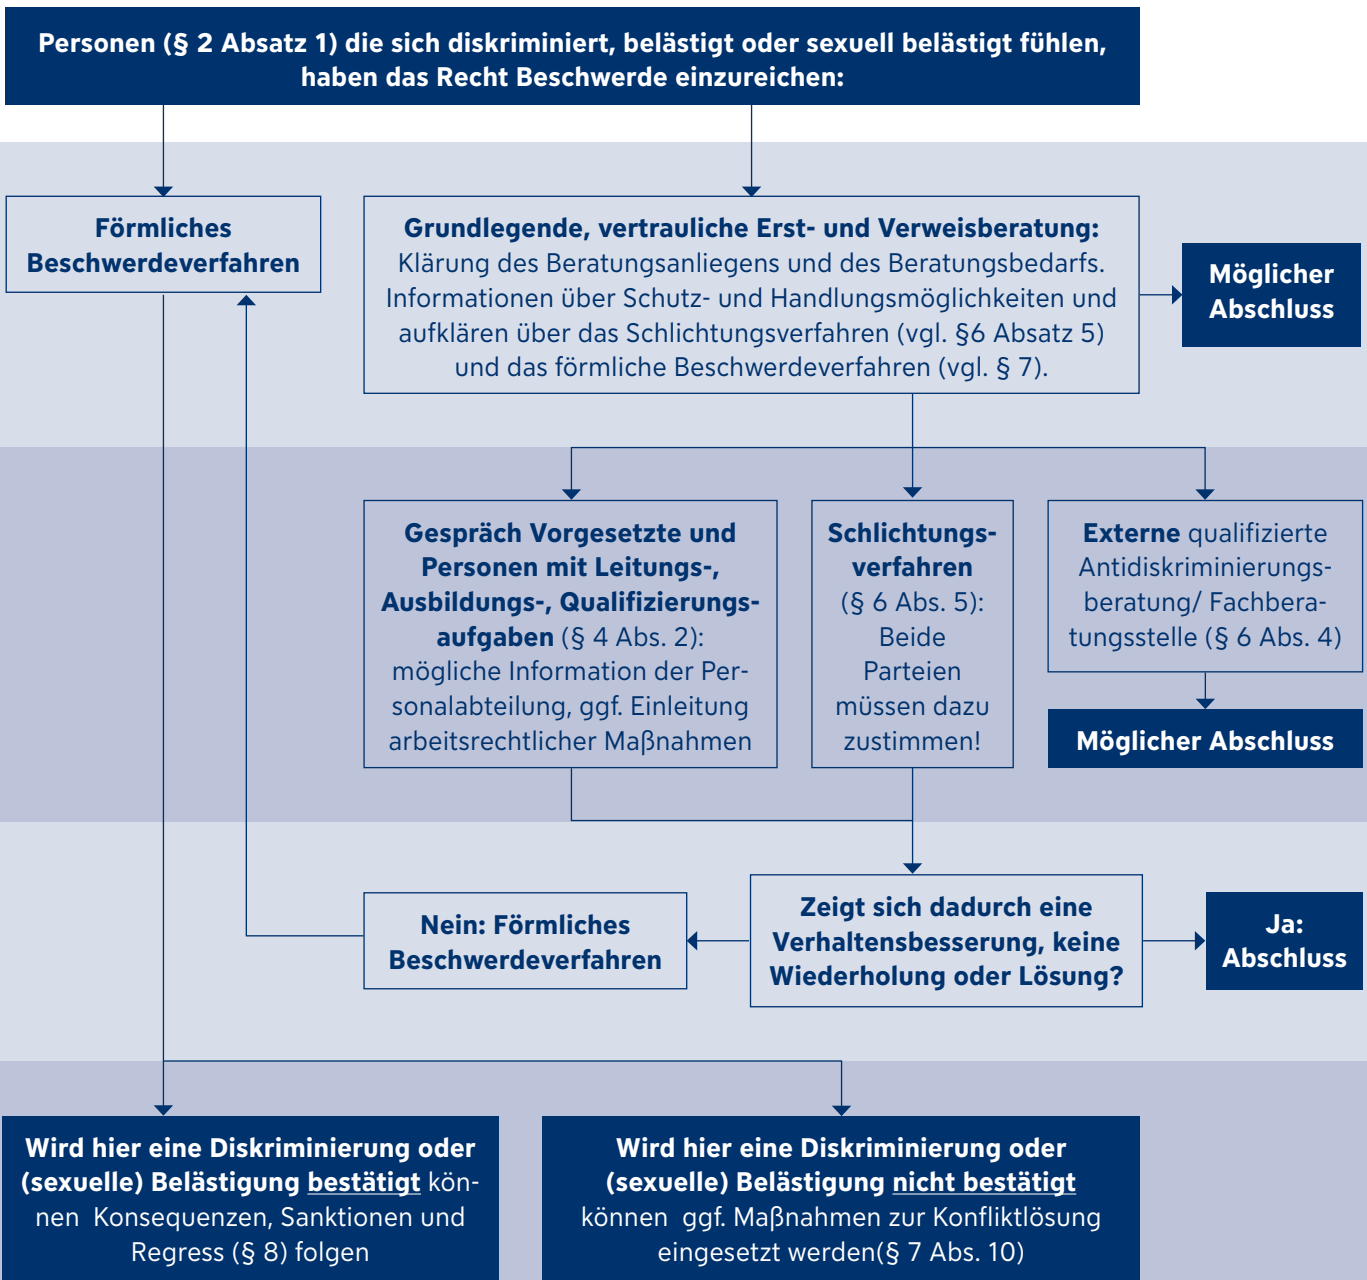 Personen (§ 2 Absatz 1) die sich diskriminiert, belästigt oder sexuell belästigt fühlen,
haben das Recht Beschwerde einzureichen:
Förmliches
Beschwerdeverfahren
Grundlegende, vertrauliche Erst- und Verweisberatung:
Klärung des Beratungsanliegens und des Beratungsbedarfs.
Informationen über Schutz- und Handlungsmöglichkeiten und
aufklären über das Schlichtungsverfahren (vgl. §6 Absatz 5)
und das förmliche Beschwerdeverfahren (vgl. § 7).
Möglicher
Abschluss
Gespräch Vorgesetzte und
Personen mit Leitungs-,
Ausbildungs-, Qualifizierungs-
aufgaben (§ 4 Abs. 2):
mögliche Information der Per-
sonalabteilung, ggf. Einleitung
arbeitsrechtlicher Maßnahmen
Schlichtungs-
verfahren
(§ 6 Abs. 5):
Beide
Parteien
müssen dazu
zustimmen!
Externe qualifizierte
Antidiskriminierungs-
beratung/ Fachbera-
tungsstelle (§ 6 Abs. 4)
Möglicher Abschluss
Nein: Förmliches
Beschwerdeverfahren
Zeigt sich dadurch eine
Verhaltensbesserung, keine
Wiederholung oder Lösung?
Ja:
Abschluss
Wird hier eine Diskriminierung oder
(sexuelle) Belästigung bestätigt kön-
nen  Konsequenzen, Sanktionen und
Regress (§ 8) folgen
Wird hier eine Diskriminierung oder
(sexuelle) Belästigung nicht bestätigt
können  ggf. Maßnahmen zur Konfliktlösung
eingesetzt werden(§ 7 Abs. 10)